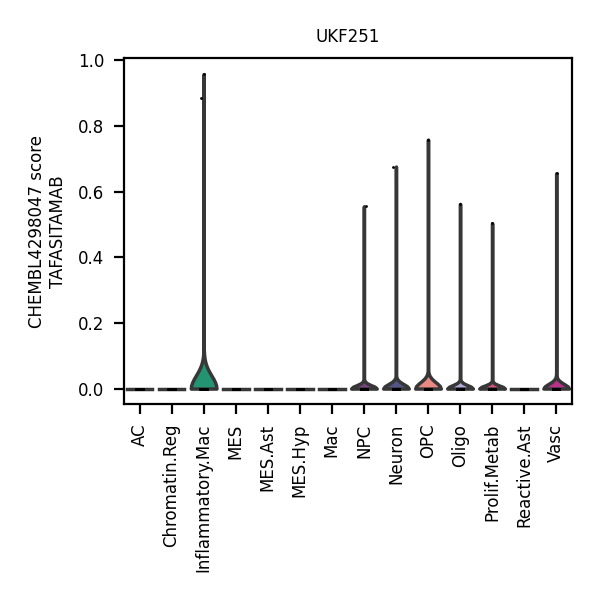 UKF251
CHEMBL4298047 score
TAFASITAMAB
1.0
0.8
0.6
0.4
0.2
0.0
AC
Chromatin.Reg
Inflammatory.Mac
MES
MES.Ast
MES.Hyp
Mac
NPC
Neuron
OPC
Oligo
Prolif.Metab
Reactive.Ast
Vasc